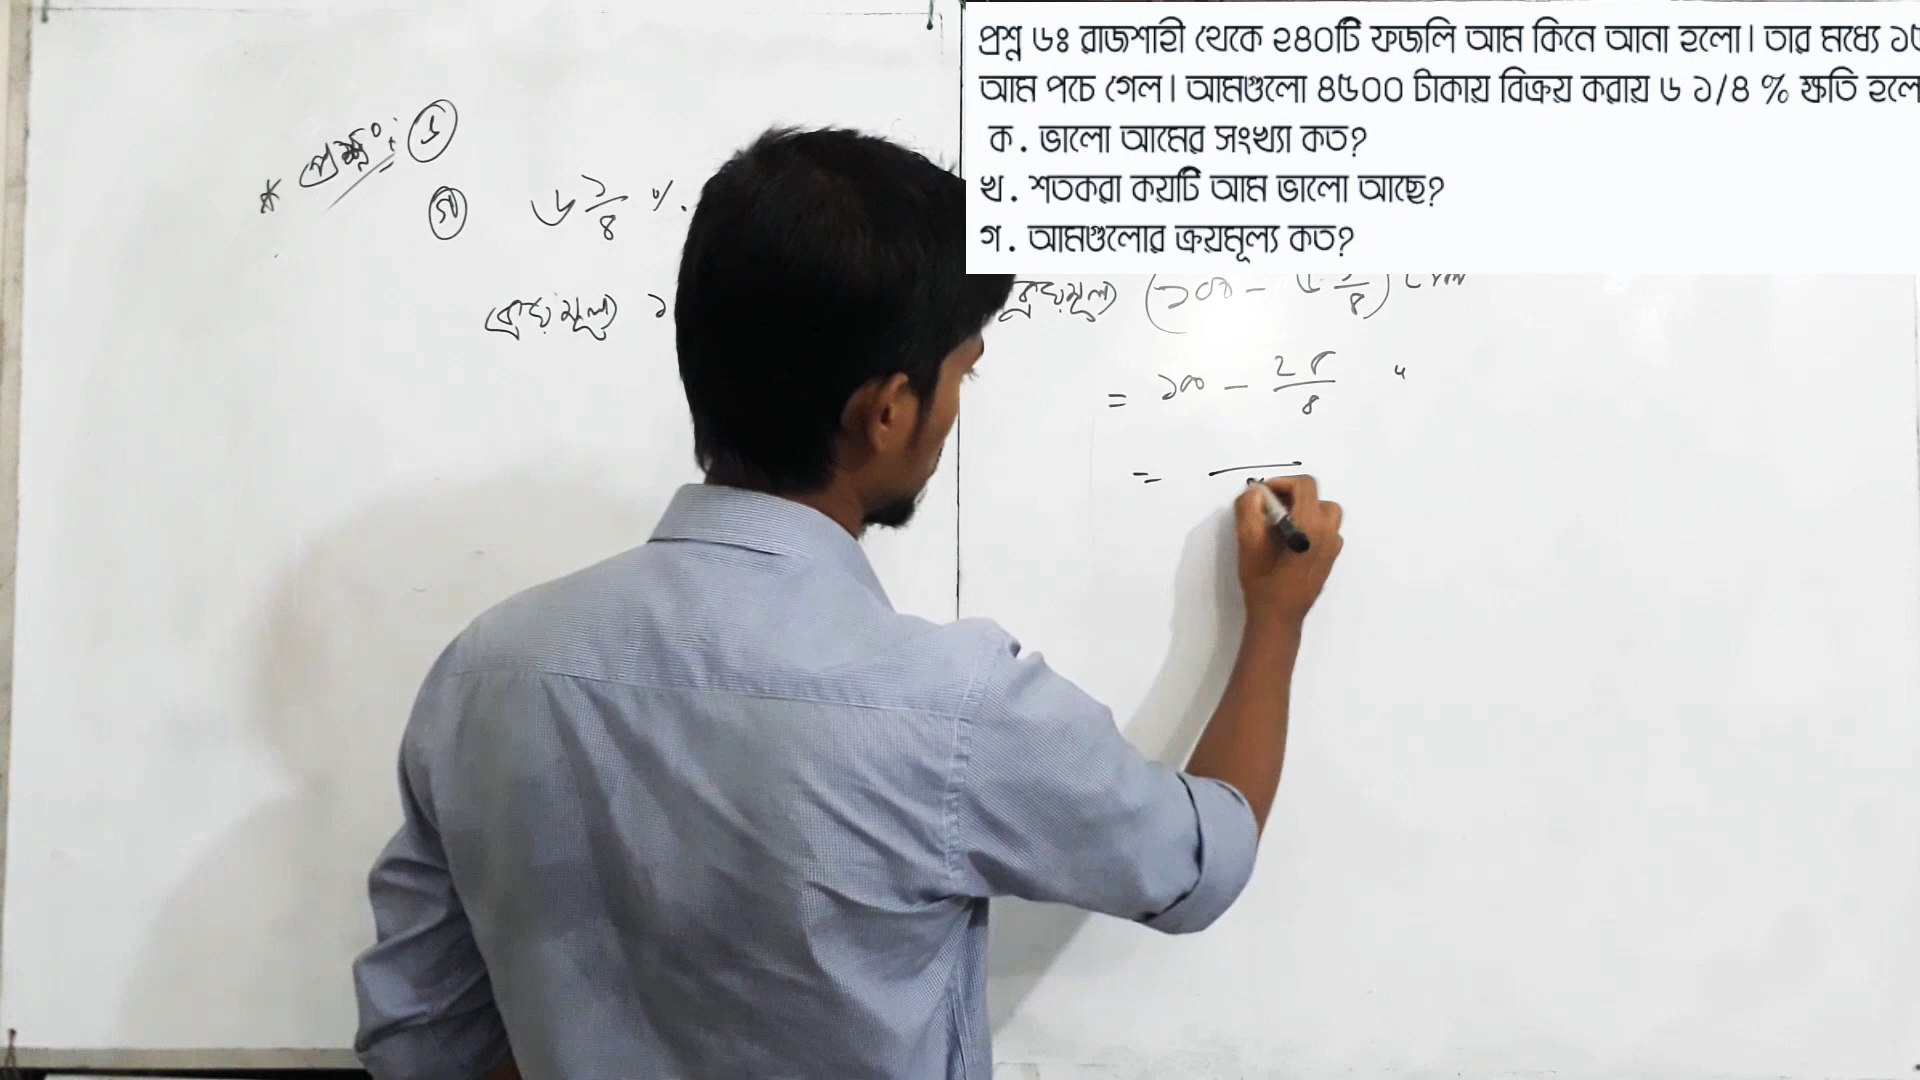 প্রশ্ন ৬ঃ রাজশাহী থেকে ২৪০টি ফজলি আম কিনে আনা হলো। তার মধ্যে ১৫
আম পচে গেল। আমগুলো ৪৫০০ টাকায় বিক্রয় করায় ৬ ১/৪ % ক্ষতি হলে
ক. ভালো আমের সংখ্যা কত?
খ. শতকরা কয়টি আম ভালো আছে?
গ. আমগুলোর ক্রয়মূল্য কত?
* প্রশ্নঃ ৬
গ ৬ ১/৪ %.
ক্রয়মূল্য ১
ক্রয়মূল্য (১০০ - ৬ ১/৪)
= ১০০ - ২৫/৪ "
=